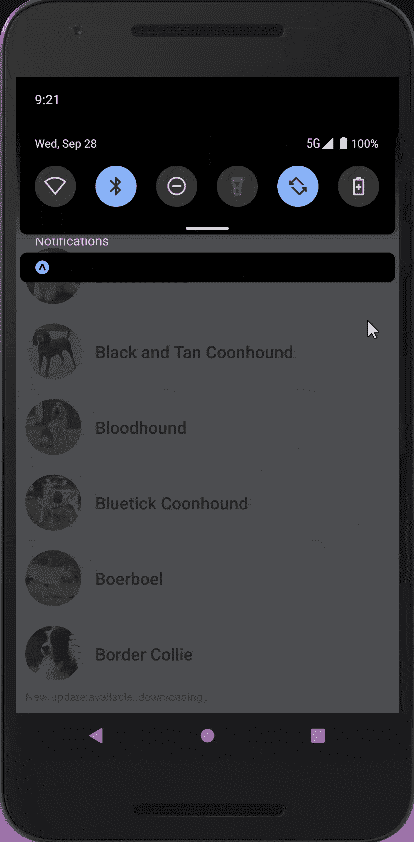 9:21
Wed, Sep 28
5G 100%
Notifications
Black and Tan Coonhound
Bloodhound
Bluetick Coonhound
Boerboel
Border Collie
New update available, downloading